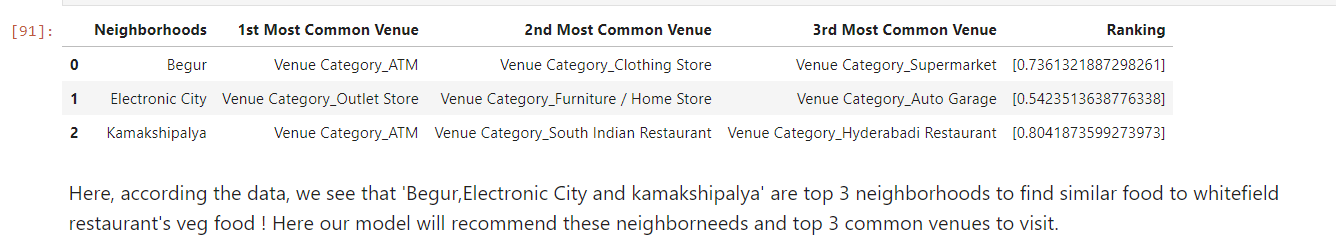 [91]: Neighborhoods 1st Most Common Venue 2nd Most Common Venue 3rd Most Common Venue Ranking
0 Begur Venue Category_ATM Venue Category_Clothing Store Venue Category_Supermarket [0.7361321887298261]
1 Electronic City Venue Category_Outlet Store Venue Category_Furniture / Home Store Venue Category_Auto Garage [0.5423513638776338]
2 Kamakshipalya Venue Category_ATM Venue Category_South Indian Restaurant Venue Category_Hyderabadi Restaurant [0.8041873599273973]
Here, according the data, we see that 'Begur,Electronic City and kamakshipalya' are top 3 neighborhoods to find similar food to whitefield
restaurant's veg food ! Here our model will recommend these neighborneeds and top 3 common venues to visit.